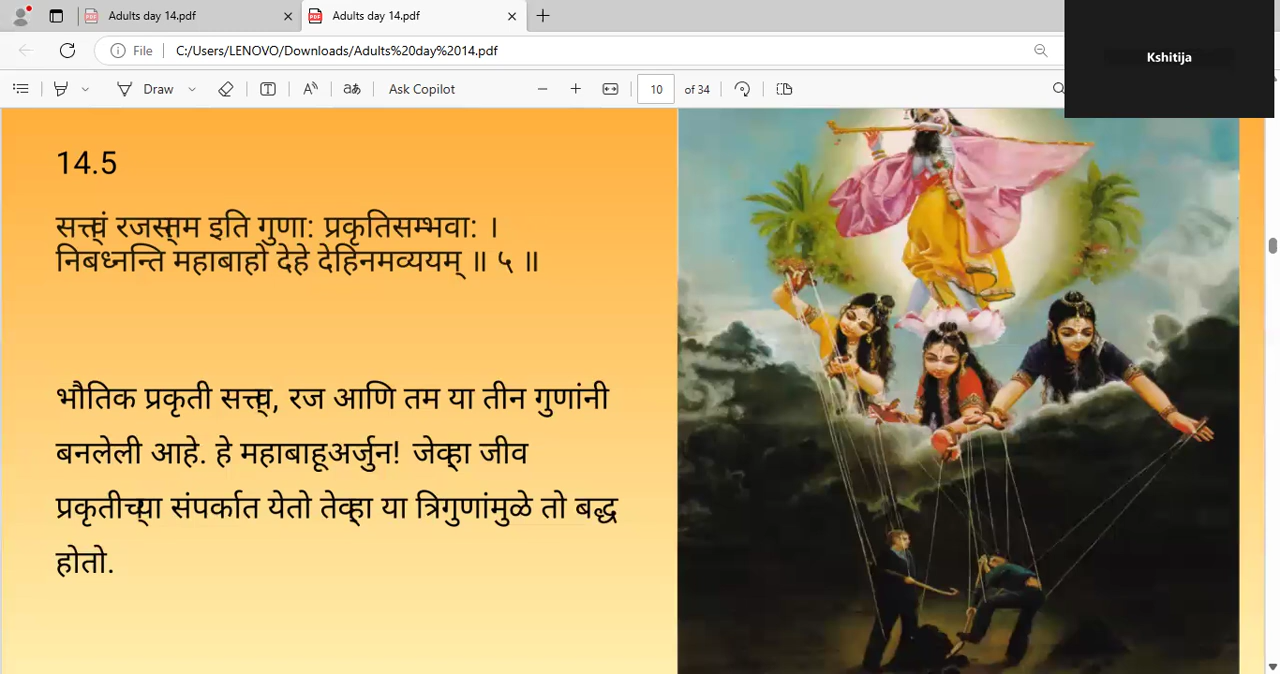 Adults day 14.pdf
Adults day 14.pdf
File
C:/Users/LENOVO/Downloads/Adults%20day%2014.pdf
Kshitija
Draw
Ask Copilot
10
of 34
14.5
सत्त्वं रजस्तम इति गुणाः प्रकृतिसम्भवाः ।
निबध्नन्ति महाबाहो देहे देहिनमव्ययम् ॥ ५ ॥
भौतिक प्रकृती सत्त्व, रज आणि तम या तीन गुणांनी
बनलेली आहे. हे महाबाहूअर्जुन! जेव्हा जीव
प्रकृतीच्या संपर्कात येतो तेव्हा या त्रिगुणांमुळे तो बद्ध
होतो.